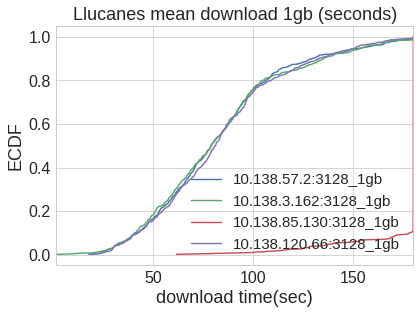 Llucanes mean download 1gb (seconds)
1.0
0.8
0.6
0.4
0.2
0.0
ECDF
10.138.57.2:3128_1gb
10.138.3.162:3128_1gb
10.138.85.130:3128_1gb
10.138.120.66:3128_1gb
50
100
150
download time(sec)